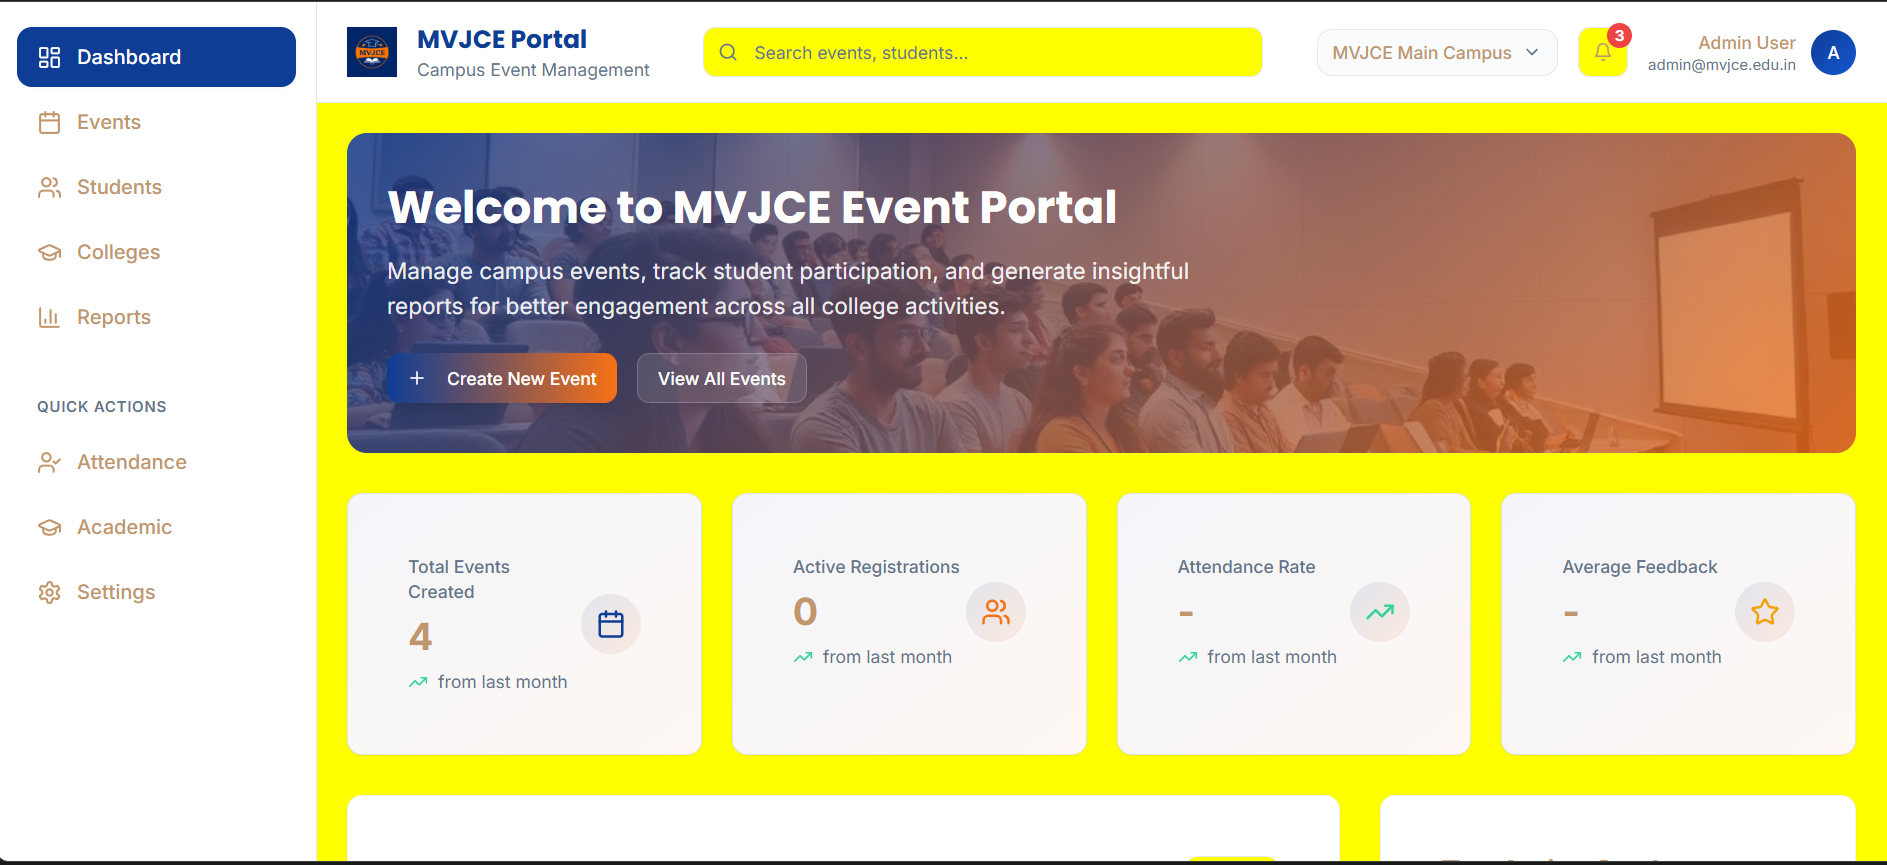 Dashboard
Events
Students
Colleges
Reports
QUICK ACTIONS
Attendance
Academic
Settings
MVJCE
MVJCE Portal
Campus Event Management
Search events, students...
MVJCE Main Campus
3
Admin User
admin@mvjce.edu.in
A
Welcome to MVJCE Event Portal
Manage campus events, track student participation, and generate insightful
reports for better engagement across all college activities.
Create New Event
View All Events
Total Events
Created
4
from last month
Active Registrations
0
from last month
Attendance Rate
-
from last month
Average Feedback
-
from last month